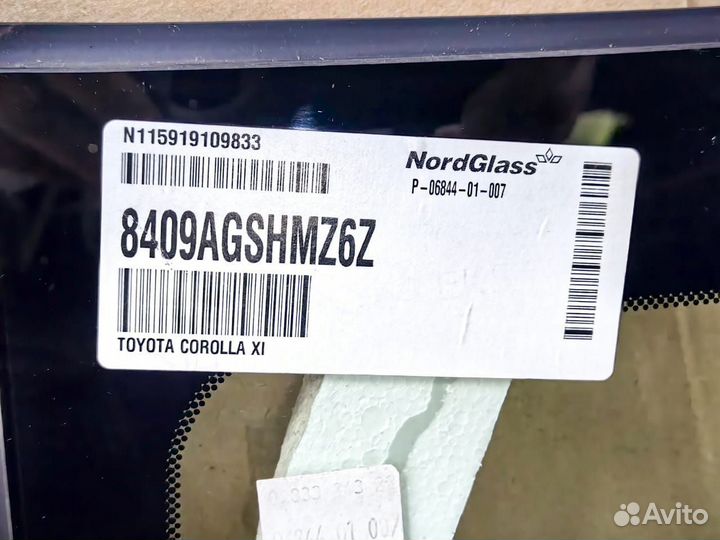 N115919109833
NordGlass
P-06844-01-007
8409AGSHMZ6Z
TOYOTA COROLLA XI
Avito